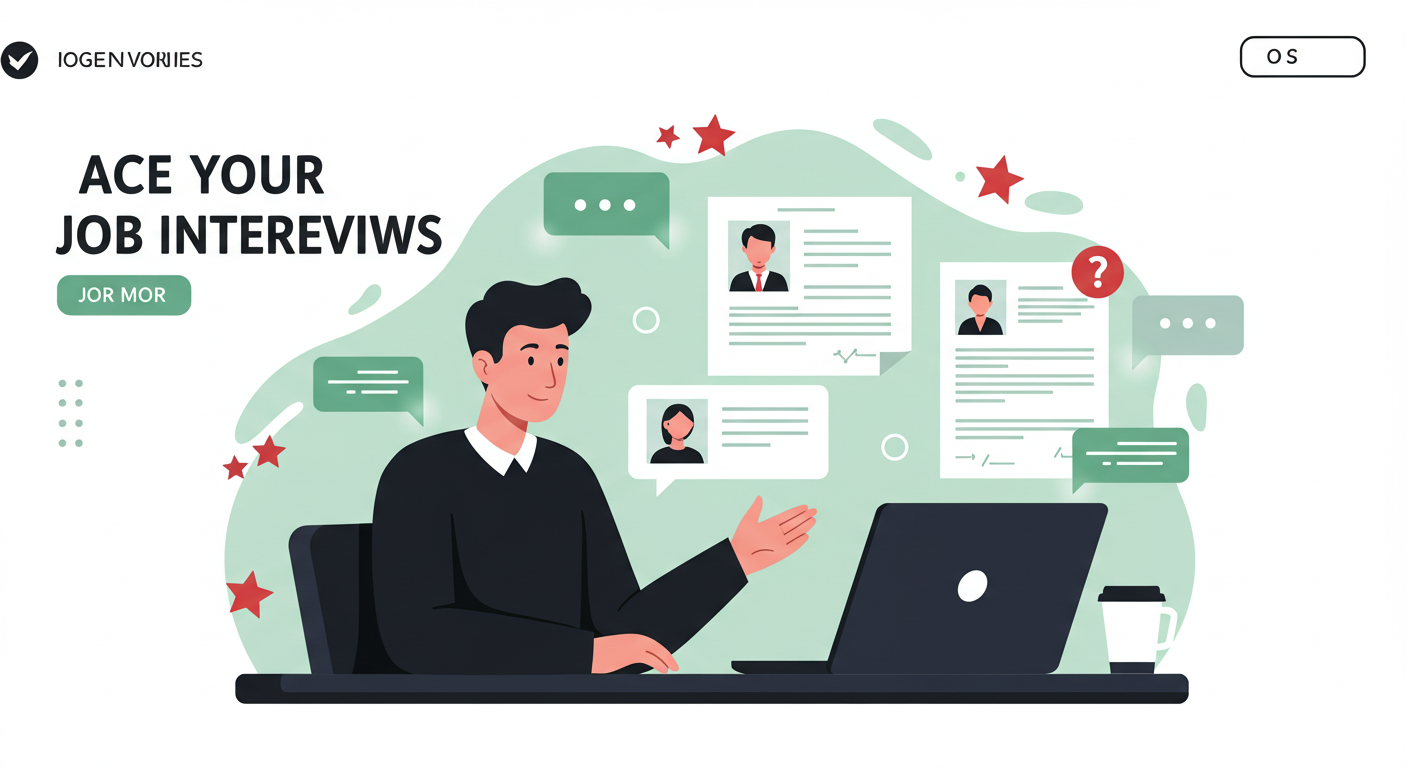 IOGENVORIIES
OS
ACE YOUR
JOB INTEREVIWS
JOR MOR
?